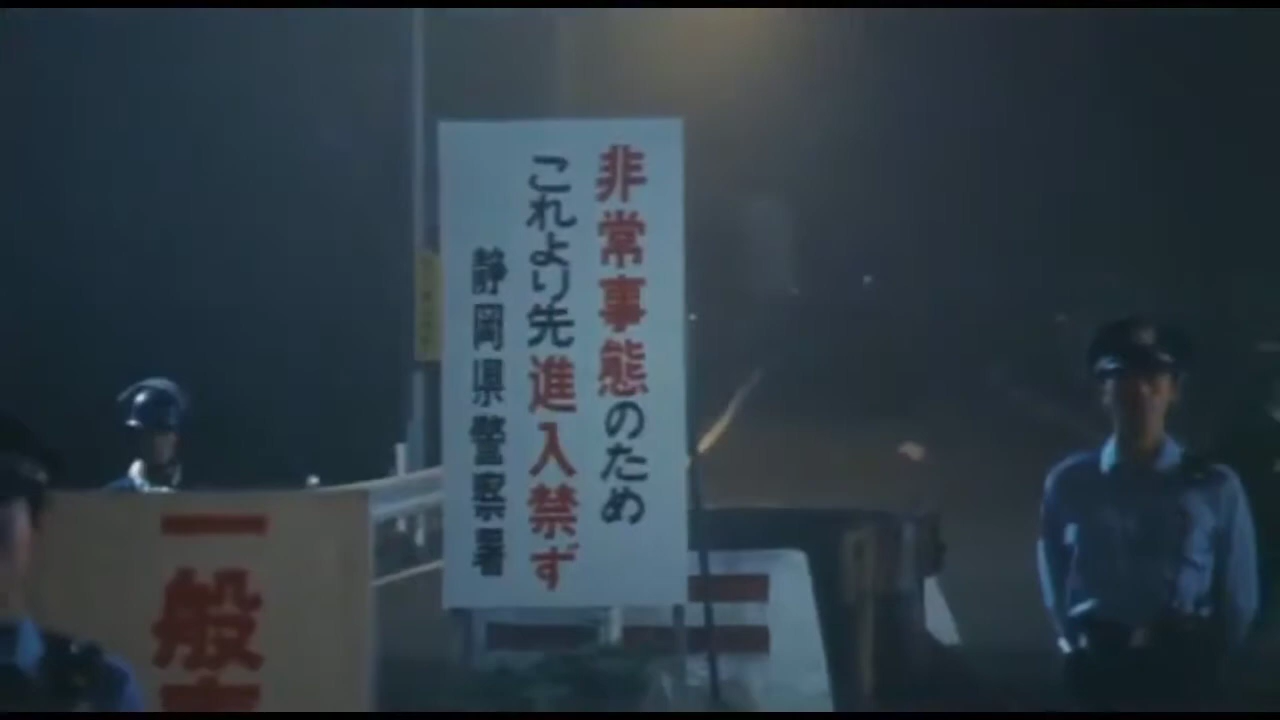 非常事態のため
これより先進入禁ず
静岡県警察署
一般